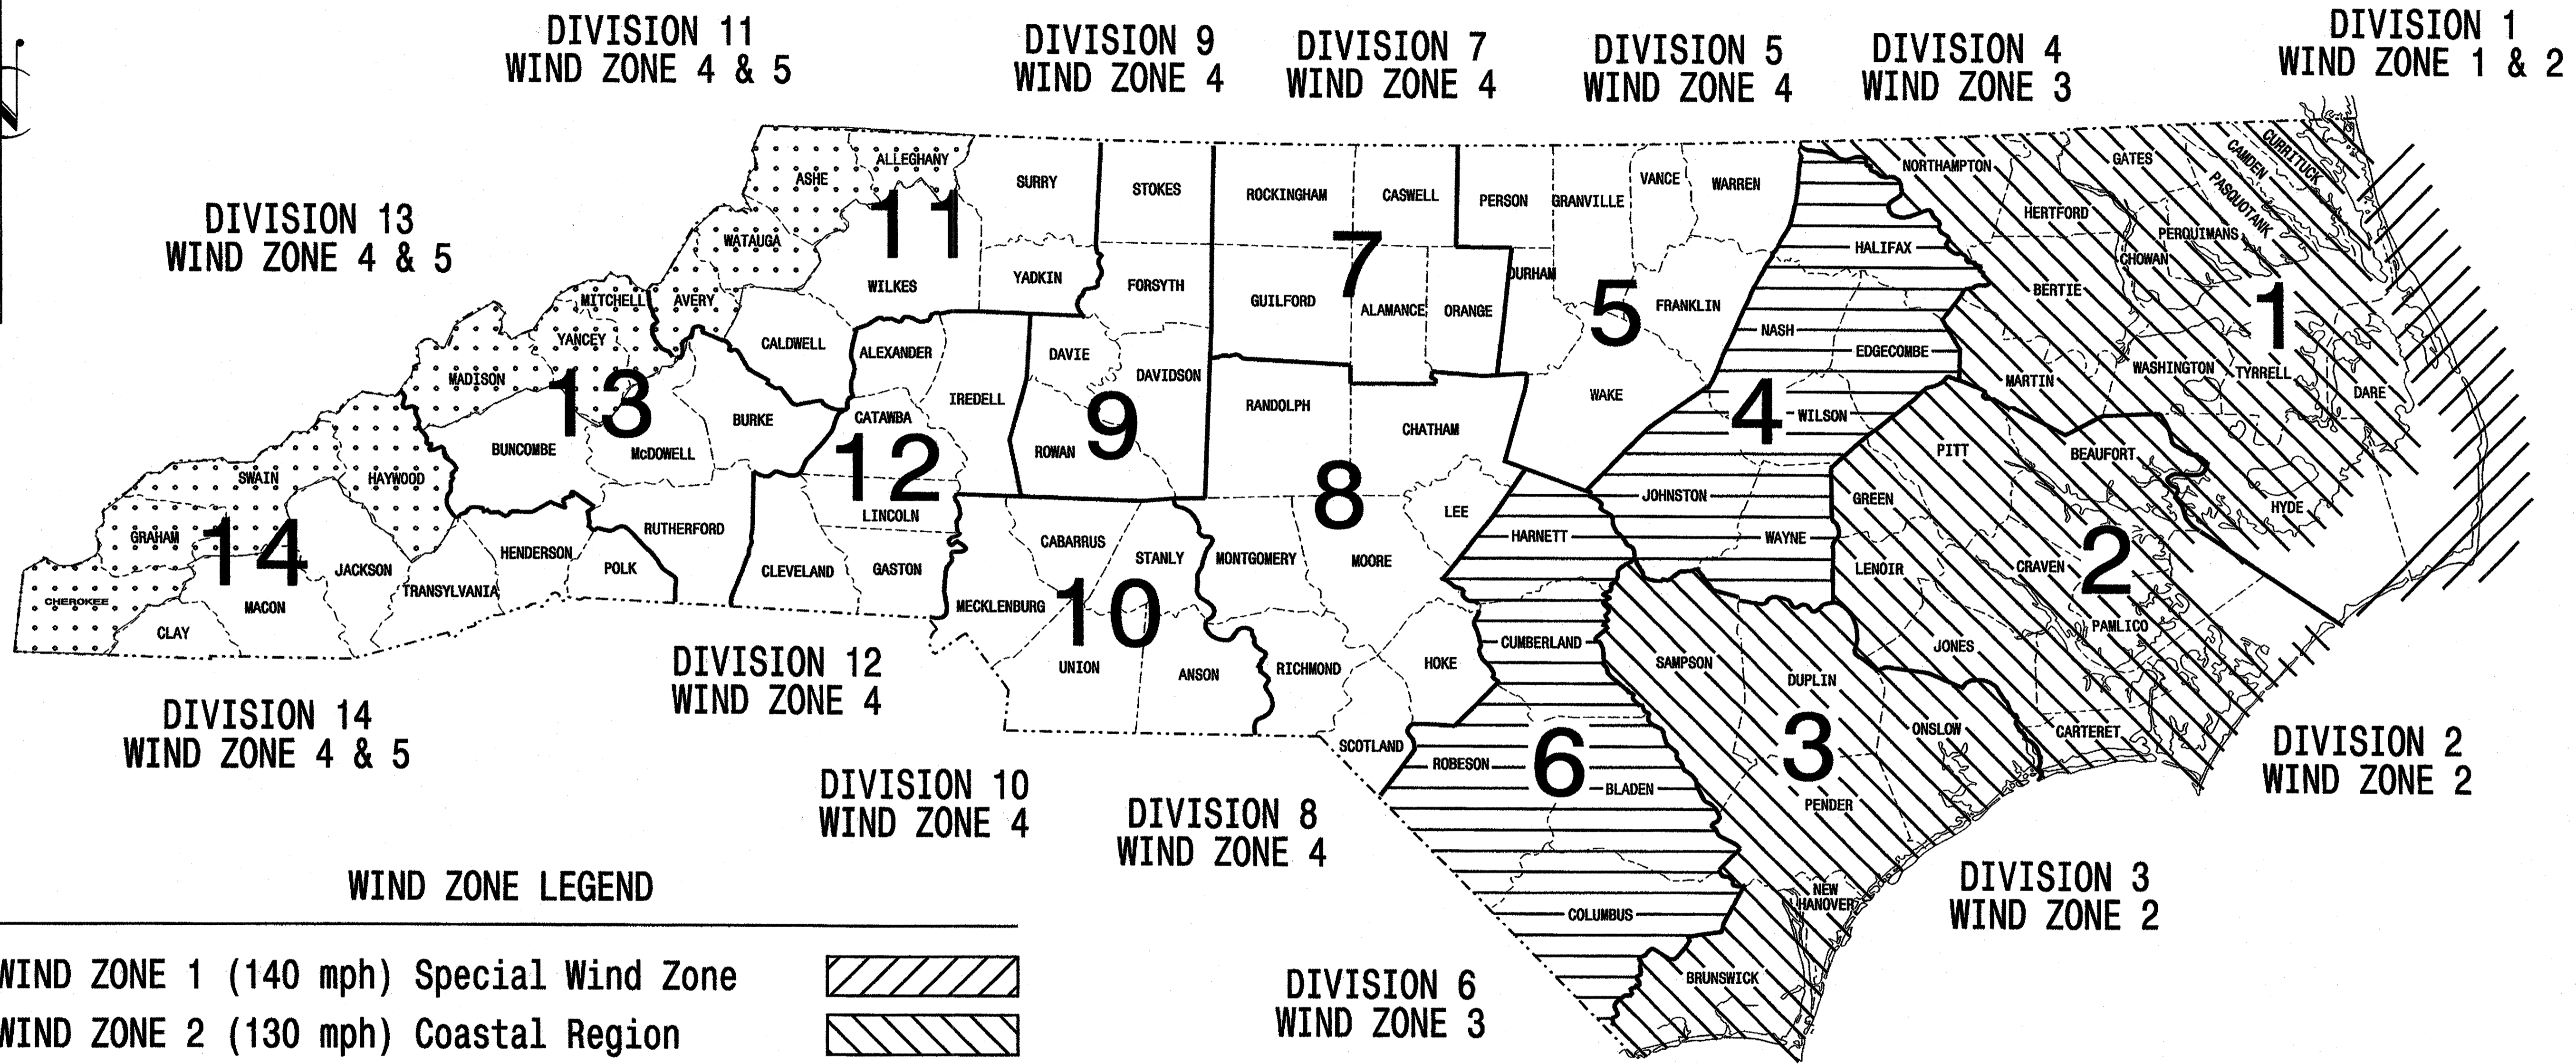 DIVISION 11
WIND ZONE 4 & 5
DIVISION 9
WIND ZONE 4
DIVISION 7
WIND ZONE 4
DIVISION 5
WIND ZONE 4
DIVISION 4
WIND ZONE 3
DIVISION 1
WIND ZONE 1 & 2
DIVISION 13
WIND ZONE 4 & 5
ASHE
ALLEGHANY
SURRY
STOKES
ROCKINGHAM
CASWELL
PERSON
GRANVILLE
VANCE
WARREN
NORTHAMPTON
GATES
CAMDEN
CURRITUCK
PASQUOTANK
HERTFORD
PERQUIMANS
CHOWAN
HALIFAX
WATAUGA
11
WILKES
YADKIN
FORSYTH
7
GUILFORD
ALAMANCE
ORANGE
DURHAM
5
FRANKLIN
NASH
EDGECOMBE
BERTIE
1
MITCHELL
AVERY
YANCEY
CALDWELL
ALEXANDER
DAVIE
DAVIDSON
MADISON
13
IREDELL
RANDOLPH
WAKE
4
WILSON
MARTIN
WASHINGTON
TYRRELL
DARE
BURKE
CATAWBA
9
CHATHAM
BUNCOMBE
McDOWELL
12
ROWAN
PITT
BEAUFORT
SWAIN
HAYWOOD
8
JOHNSTON
GREEN
HYDE
LINCOLN
LEE
RUTHERFORD
GRAHAM
14
HENDERSON
CABARRUS
STANLY
MONTGOMERY
MOORE
HARNETT
WAYNE
LENOIR
CRAVEN
2
JACKSON
TRANSYLVANIA
POLK
CLEVELAND
GASTON
MECKLENBURG
10
CHEROKEE
MACON
CLAY
PAMLICO
CUMBERLAND
JONES
UNION
ANSON
RICHMOND
HOKE
SAMPSON
DUPLIN
DIVISION 12
WIND ZONE 4
DIVISION 14
WIND ZONE 4 & 5
SCOTLAND
ROBESON
6
BLADEN
3
ONSLOW
CARTERET
PENDER
DIVISION 2
WIND ZONE 2
DIVISION 10
WIND ZONE 4
DIVISION 8
WIND ZONE 4
NEW
HANOVER
COLUMBUS
BRUNSWICK
DIVISION 3
WIND ZONE 2
DIVISION 6
WIND ZONE 3
WIND ZONE LEGEND
WIND ZONE 1 (140 mph) Special Wind Zone
WIND ZONE 2 (130 mph) Coastal Region